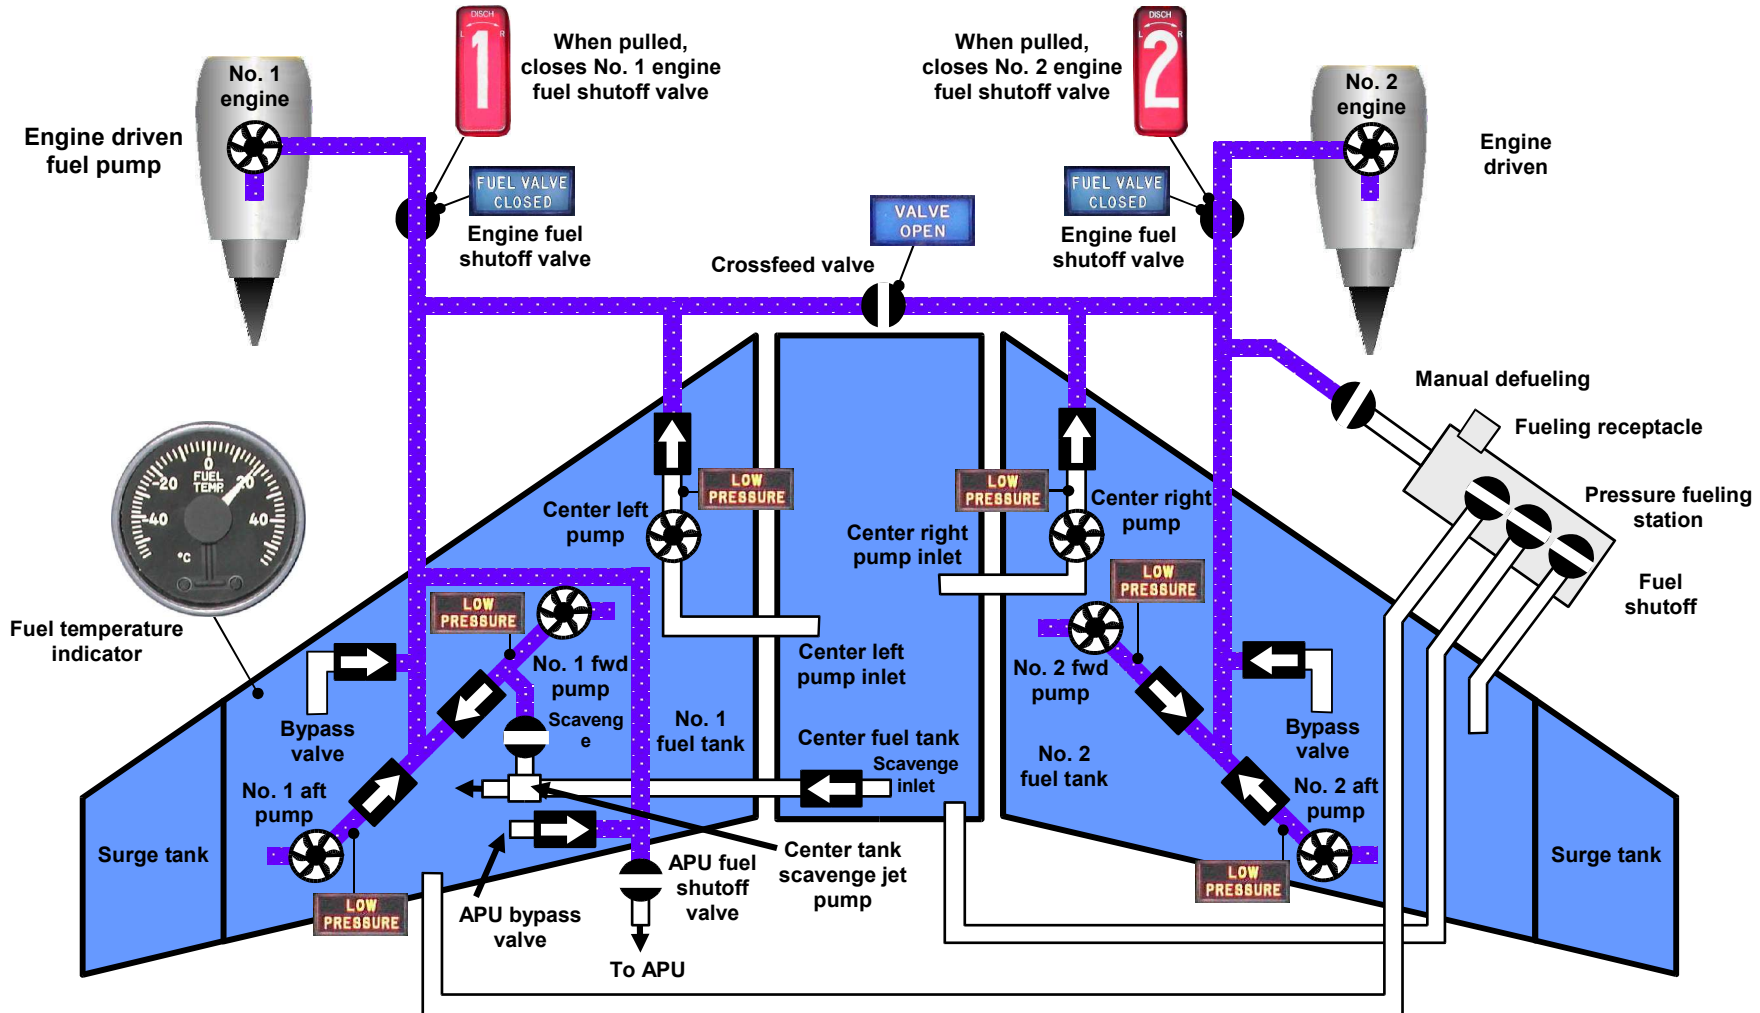 DISCH
L R
1
When pulled,
closes No. 1 engine
fuel shutoff valve
When pulled,
closes No. 2 engine
fuel shutoff valve
DISCH
L R
2
No. 1
engine
No. 2
engine
Engine driven
fuel pump
Engine
driven
FUEL VALVE
CLOSED
Engine fuel
shutoff valve
VALVE
OPEN
Crossfeed valve
FUEL VALVE
CLOSED
Engine fuel
shutoff valve
Manual defueling
Fueling receptacle
Pressure fueling
station
Fuel
shutoff
-40
-20
0
20
40
FUEL
TEMP.
°C
Fuel temperature
indicator
LOW
PRESSURE
Center left
pump
LOW
PRESSURE
Center right
pump
Center right
pump inlet
Center left
pump inlet
LOW
PRESSURE
No. 1 fwd
pump
Scaveng
e
No. 1
fuel tank
Bypass
valve
No. 1 aft
pump
LOW
PRESSURE
Surge tank
Center fuel tank
Scavenge
inlet
Center tank
scavenge jet
pump
APU fuel
shutoff
valve
APU bypass
valve
To APU
LOW
PRESSURE
No. 2 fwd
pump
No. 2
fuel tank
Bypass
valve
No. 2 aft
pump
LOW
PRESSURE
Surge tank